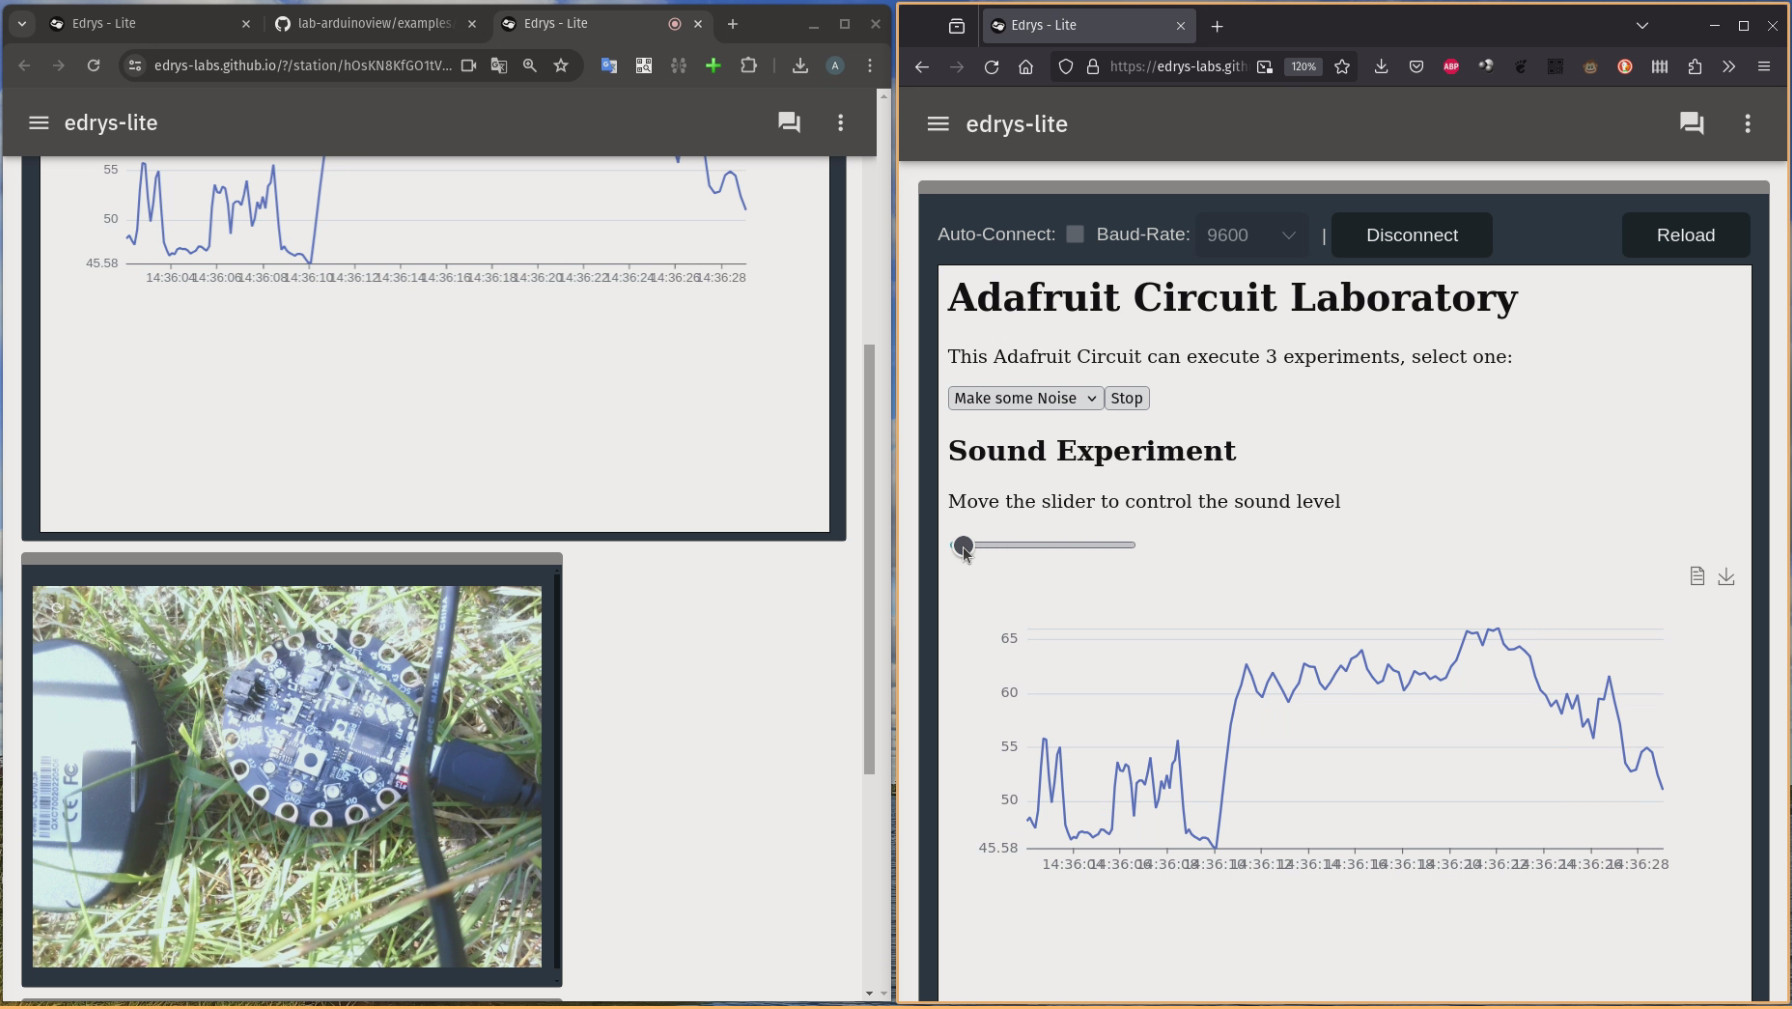 Edrys - Lite
lab-arduinoview/examples
Edrys - Lite
edrys-labs.github.io/?/station/hOsKN8KfGO1tV...
A
edrys-lite
55
50
45.58
14:36:04 14:36:06 14:36:08 14:36:10 14:36:12 14:36:14 14:36:16 14:36:18 14:36:20 14:36:22 14:36:24 14:36:26 14:36:28
Edrys - Lite
https://edrys-labs.gith
120%
ABP
edrys-lite
Auto-Connect: Baud-Rate: 9600 | Disconnect Reload
Adafruit Circuit Laboratory
This Adafruit Circuit can execute 3 experiments, select one:
Make some Noise Stop
Sound Experiment
Move the slider to control the sound level
65
60
55
50
45.58
14:36:04 14:36:06 14:36:08 14:36:10 14:36:12 14:36:14 14:36:16 14:36:18 14:36:20 14:36:22 14:36:24 14:36:26 14:36:28